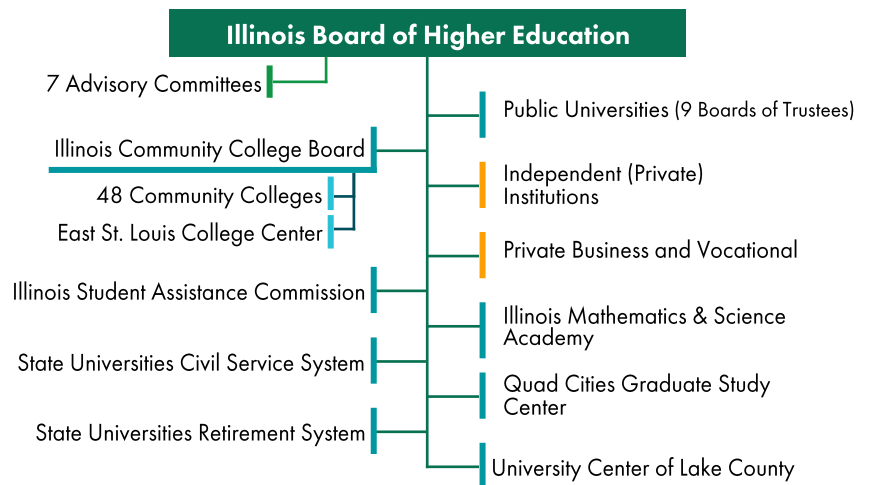 Illinois Board of Higher Education
7 Advisory Committees
Illinois Community College Board
48 Community Colleges
East St. Louis College Center
Illinois Student Assistance Commission
State Universities Civil Service System
State Universities Retirement System
Public Universities (9 Boards of Trustees)
Independent (Private)
Institutions
Private Business and Vocational
Illinois Mathematics & Science
Academy
Quad Cities Graduate Study
Center
University Center of Lake County